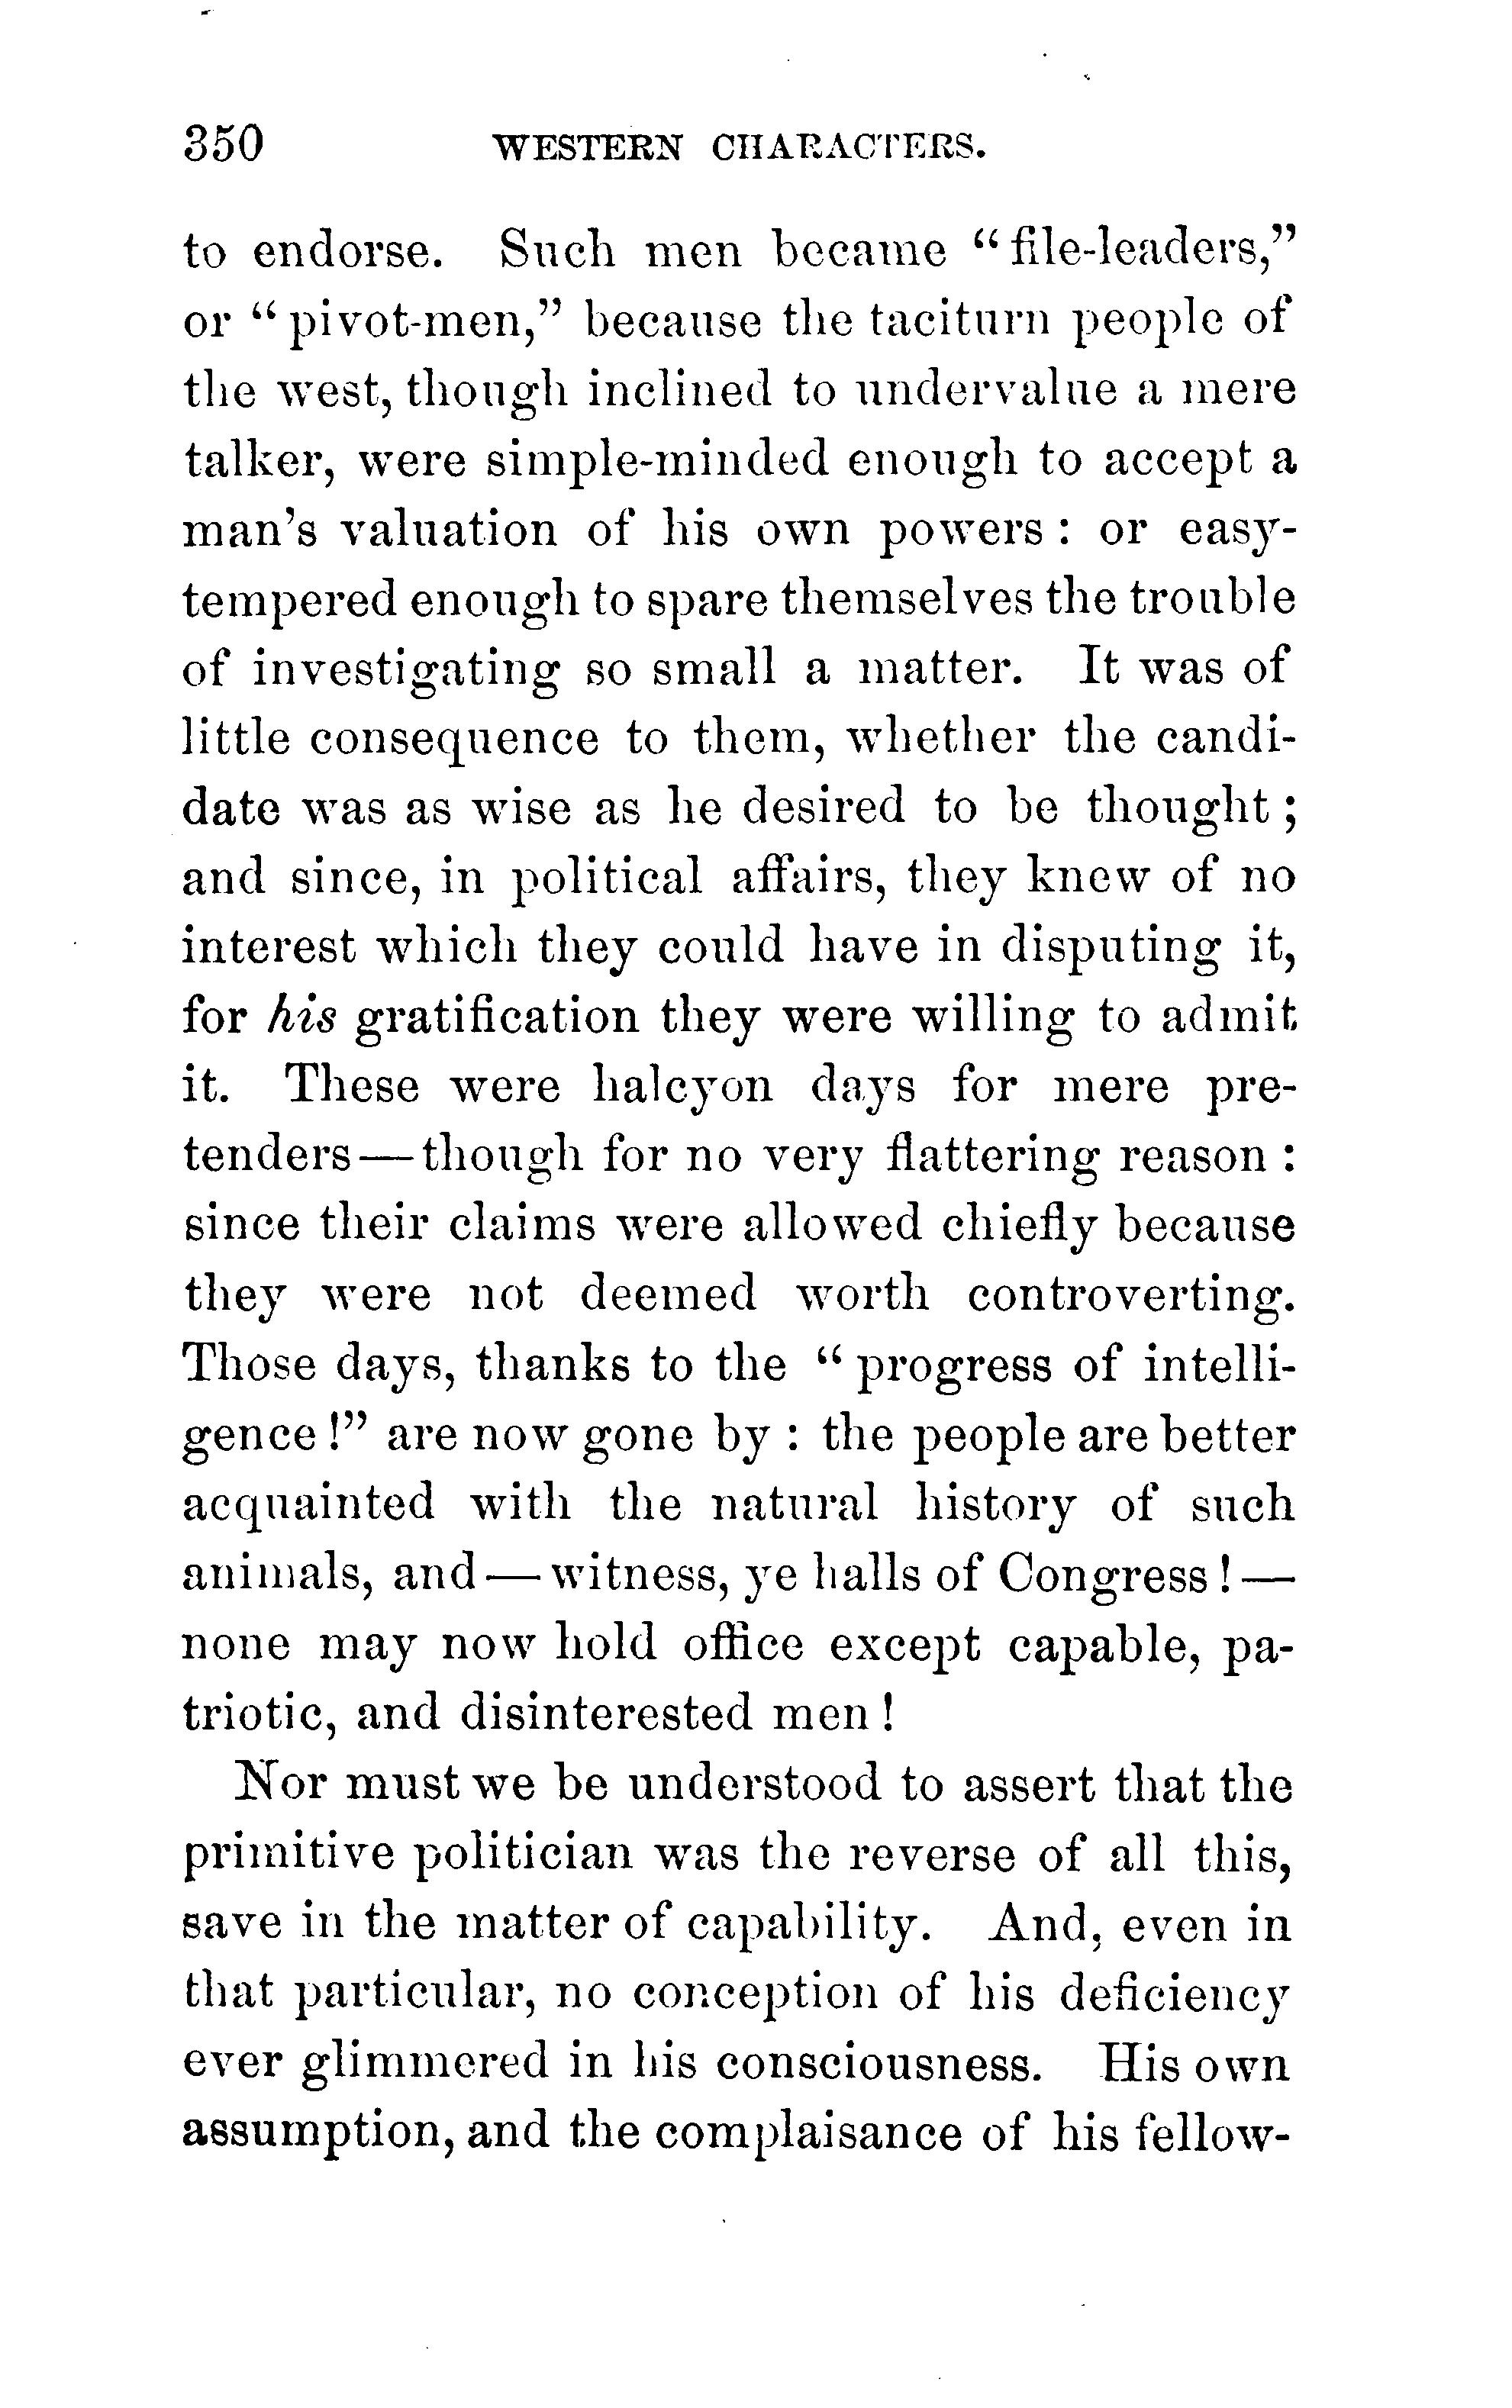 350 WESTERN CHARACTERS.
to endorse. Such men became "file-leaders,"
or "pivot-men," because the taciturn people of
the west, though inclined to undervalue a mere
talker, were simple-minded enough to accept a
man's valuation of his own powers : or easy-
tempered enough to spare themselves the trouble
of investigating so small a matter. It was of
little consequence to them, whether the candi-
date was as wise as he desired to be thought ;
and since, in political affairs, they knew of no
interest which they could have in disputing it,
for his gratification they were willing to admit
it. These were halcyon days for mere pre-
tenders—though for no very flattering reason :
since their claims were allowed chiefly because
they were not deemed worth controverting.
Those days, thanks to the "progress of intelli-
gence !" are now gone by : the people are better
acquainted with the natural history of such
animals, and—witness, ye halls of Congress !—
none may now hold office except capable, pa-
triotic, and disinterested men !
Nor must we be understood to assert that the
primitive politician was the reverse of all this,
save in the matter of capability. And, even in
that particular, no conception of his deficiency
ever glimmered in his consciousness. His own
assumption, and the complaisance of his fellow-